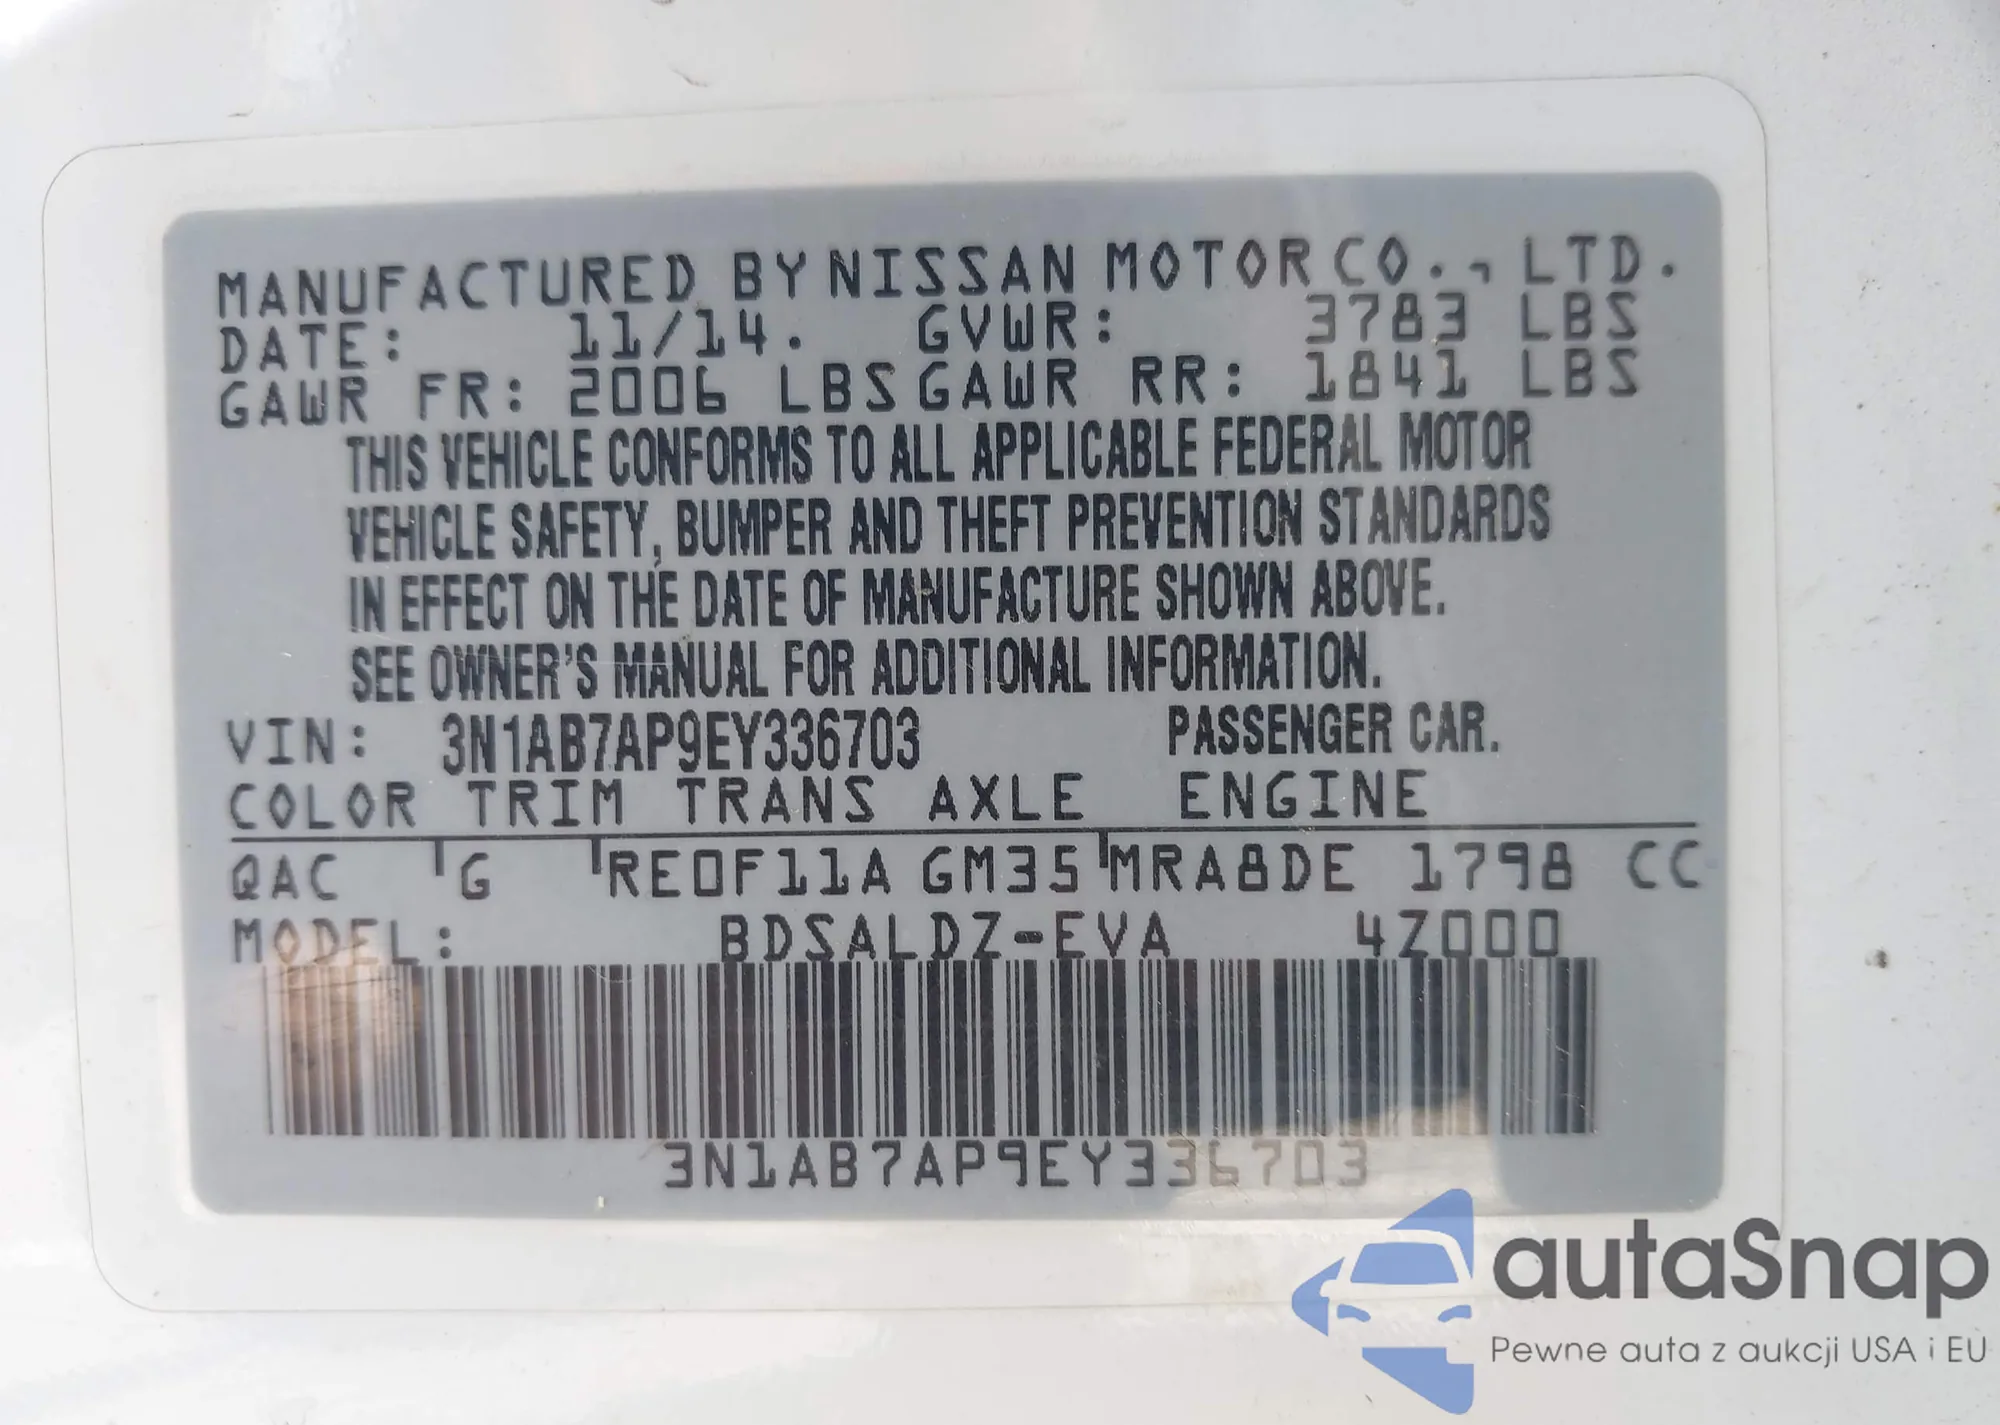 MANUFACTURED BY NISSAN MOTOR CO., LTD.
DATE: 11/14. GVWR: 3783 LBS
GAWR FR: 2006 LBS GAWR RR: 1841 LBS
THIS VEHICLE CONFORMS TO ALL APPLICABLE FEDERAL MOTOR
VEHICLE SAFETY, BUMPER AND THEFT PREVENTION STANDARDS
IN EFFECT ON THE DATE OF MANUFACTURE SHOWN ABOVE.
SEE OWNER'S MANUAL FOR ADDITIONAL INFORMATION.
VIN: 3N1AB7AP9EY336703 PASSENGER CAR.
COLOR TRIM TRANS AXLE ENGINE
QAC G RE0F11A GM35 MRA8DE 1798 CC
MODEL: BDSALDZ-EVA 4Z000
3N1AB7AP9EY336703
autaSnap
Pewne auta z aukcji USA i EU